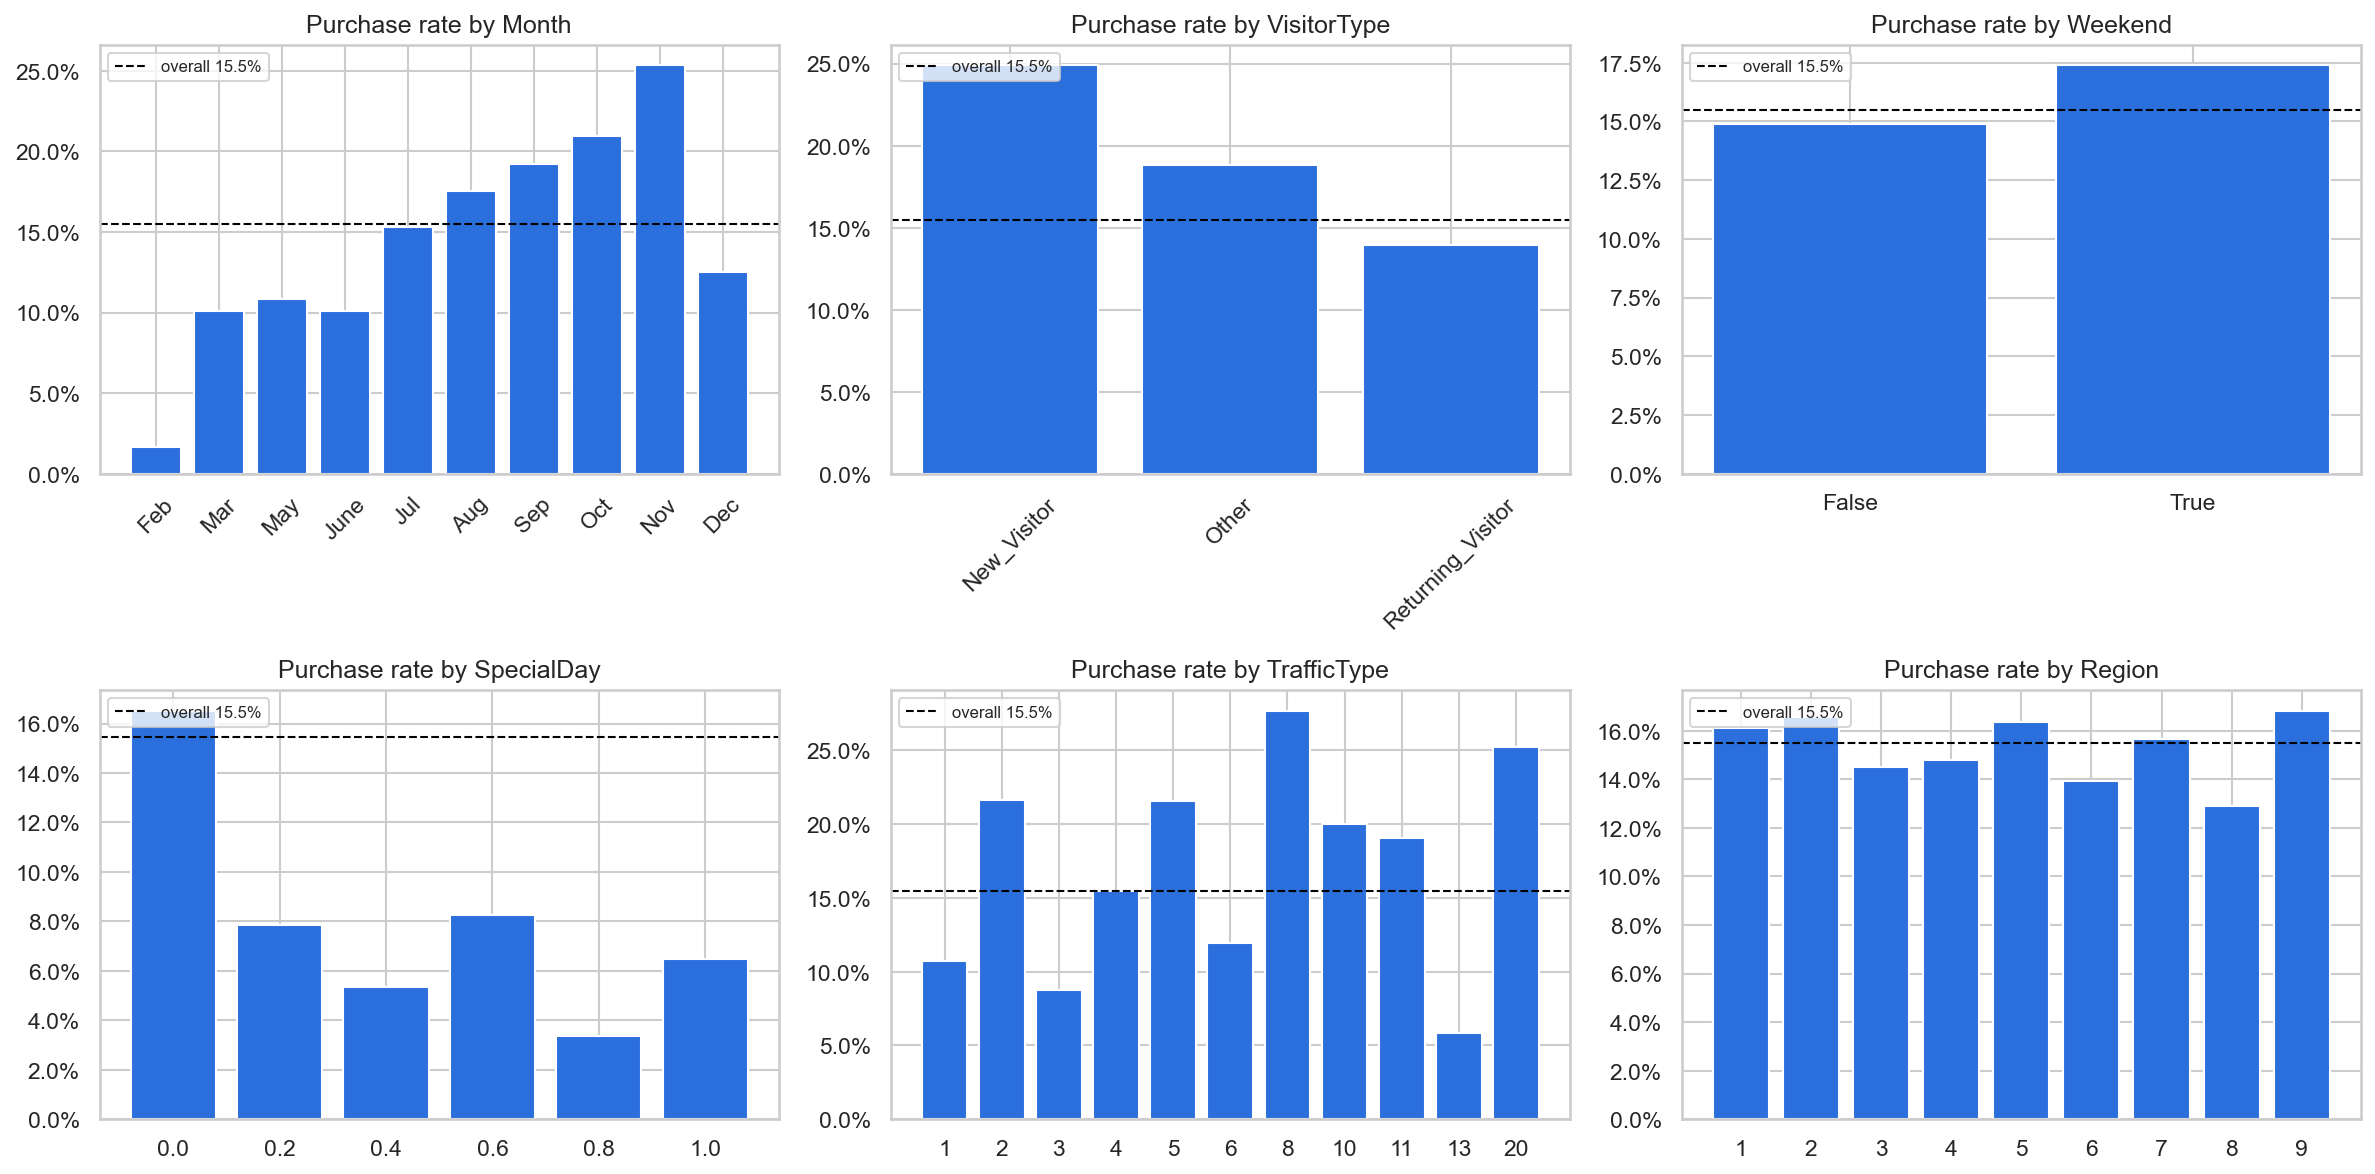 Purchase rate by Month
overall 15.5%
25.0%
20.0%
15.0%
10.0%
5.0%
0.0%
Feb Mar May June Jul Aug Sep Oct Nov Dec
Purchase rate by VisitorType
overall 15.5%
25.0%
20.0%
15.0%
10.0%
5.0%
0.0%
New_Visitor Other Returning_Visitor
Purchase rate by Weekend
overall 15.5%
17.5%
15.0%
12.5%
10.0%
7.5%
5.0%
2.5%
0.0%
False True
Purchase rate by SpecialDay
overall 15.5%
16.0%
14.0%
12.0%
10.0%
8.0%
6.0%
4.0%
2.0%
0.0%
0.0 0.2 0.4 0.6 0.8 1.0
Purchase rate by TrafficType
overall 15.5%
25.0%
20.0%
15.0%
10.0%
5.0%
0.0%
1 2 3 4 5 6 8 10 11 13 20
Purchase rate by Region
overall 15.5%
16.0%
14.0%
12.0%
10.0%
8.0%
6.0%
4.0%
2.0%
0.0%
1 2 3 4 5 6 7 8 9